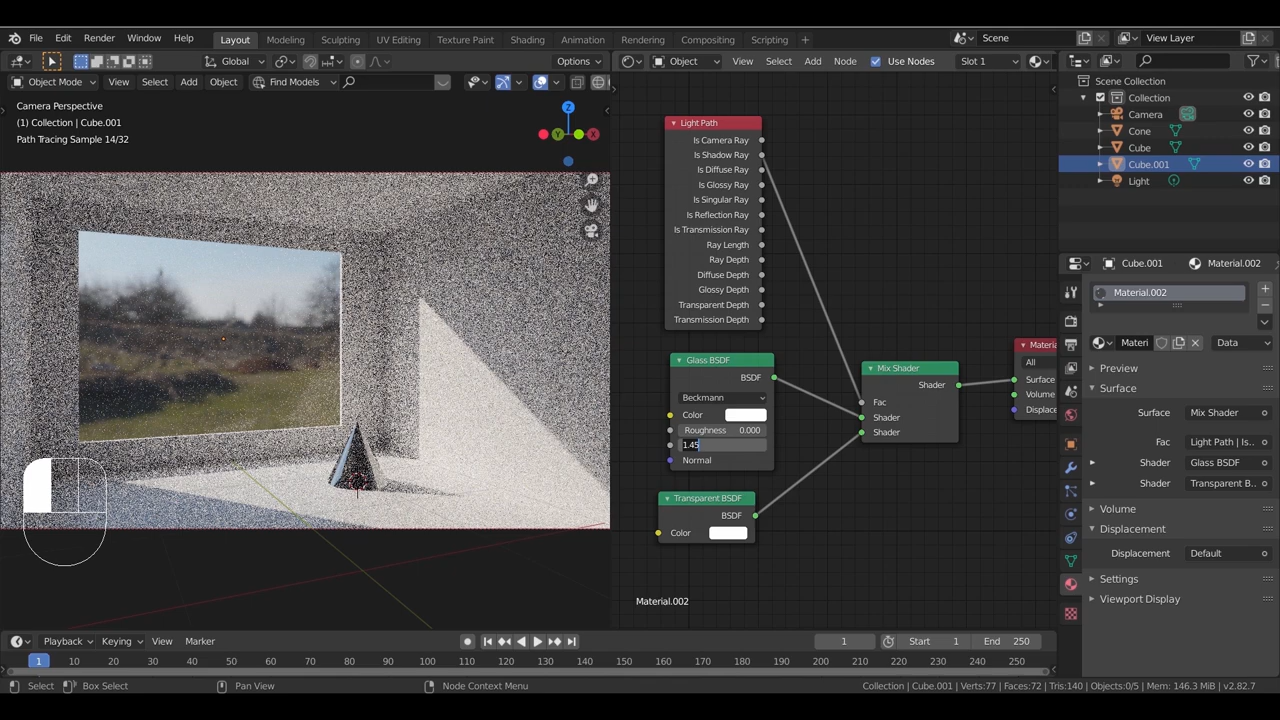 File Edit Render Window Help Layout Modeling Sculpting UV Editing Texture Paint Shading Animation Rendering Compositing Scripting + Scene View Layer
Global Options Object View Select Add Node Use Nodes Slot 1
Object Mode View Select Add Object Find Models
Camera Perspective
(1) Collection | Cube.001
Path Tracing Sample 14/32
Z
Y
X
Light Path
Is Camera Ray
Is Shadow Ray
Is Diffuse Ray
Is Glossy Ray
Is Singular Ray
Is Reflection Ray
Is Transmission Ray
Ray Length
Ray Depth
Diffuse Depth
Glossy Depth
Transparent Depth
Transmission Depth
Glass BSDF
BSDF
Beckmann
Color
Roughness 0.000
1.45
Normal
Transparent BSDF
BSDF
Color
Mix Shader
Shader
Fac
Shader
Shader
Materia
All
Surface
Volume
Displace
Material.002
Scene Collection
Collection
Camera
Cone
Cube
Cube.001
Light
Cube.001 Material.002
Material.002
Materi Data
Preview
Surface
Surface Mix Shader
Fac Light Path | Is..
Shader Glass BSDF
Shader Transparent B..
Volume
Displacement
Displacement Default
Settings
Viewport Display
Playback Keying View Marker 1 Start 1 End 250
1 10 20 30 40 50 60 70 80 90 100 110 120 130 140 150 160 170 180 190 200 210 220 230 240 250
Select Box Select Pan View Node Context Menu Collection | Cube.001 | Verts:77 | Faces:72 | Tris:140 | Objects:0/5 | Mem: 146.3 MiB | v2.82.7